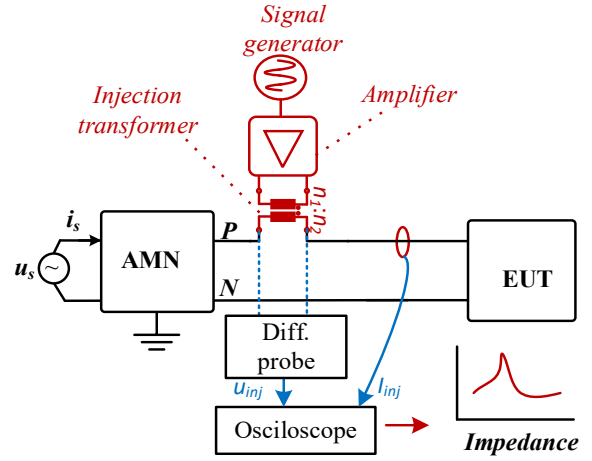 Signal
generator
Injection
transformer
Amplifier
n1:n2
is
P
us
~
AMN
N
EUT
Diff.
probe
uinj
Iinj
Osciloscope
Impedance